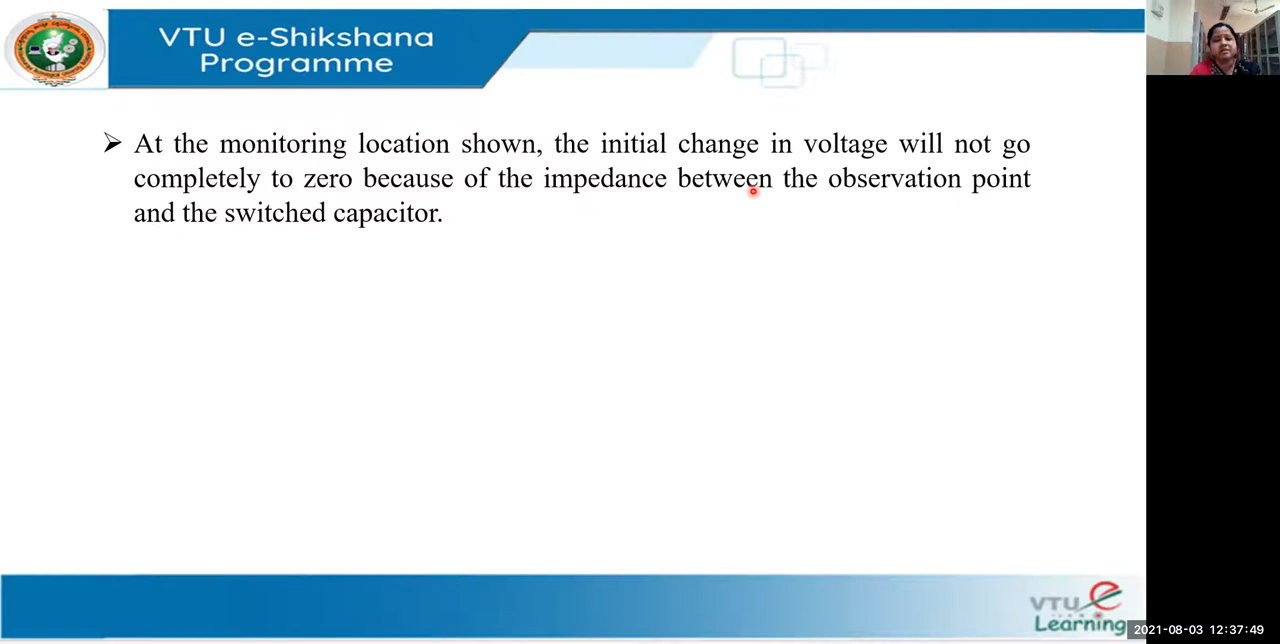 VTU e-Shikshana
Programme
➢ At the monitoring location shown, the initial change in voltage will not go
completely to zero because of the impedance between the observation point
and the switched capacitor.
VTU e
Learning
2021-08-03 12:37:49